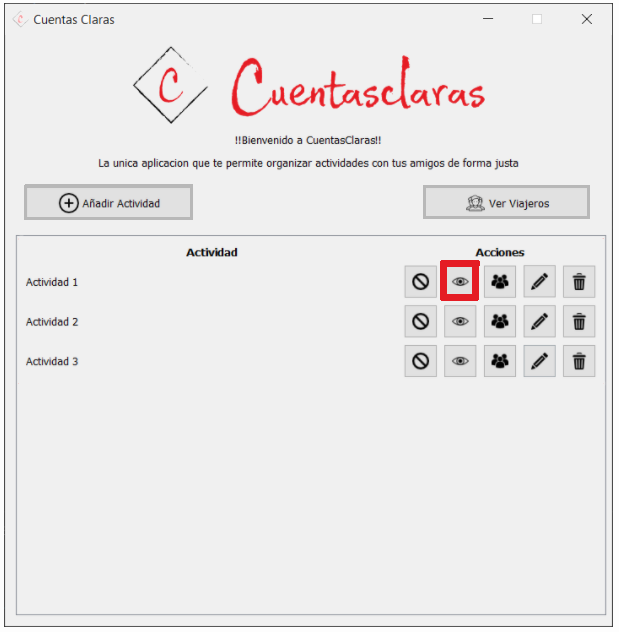 Cuentas Claras
C Cuentasclaras
!!Bienvenido a CuentasClaras!!
La unica aplicacion que te permite organizar actividades con tus amigos de forma justa
Añadir Actividad
Ver Viajeros
Actividad Acciones
Actividad 1
Actividad 2
Actividad 3